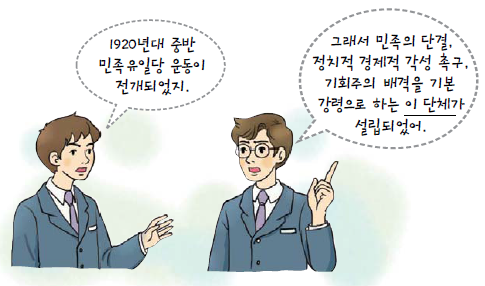 1920년대 중반
민족 유일당 운동이
전개되었지.
그래서 민족의 단결,
정치적 경제적 각성 촉구,
기회주의 배격을 기본
강령으로 하는 이 단체가
설립되었어.